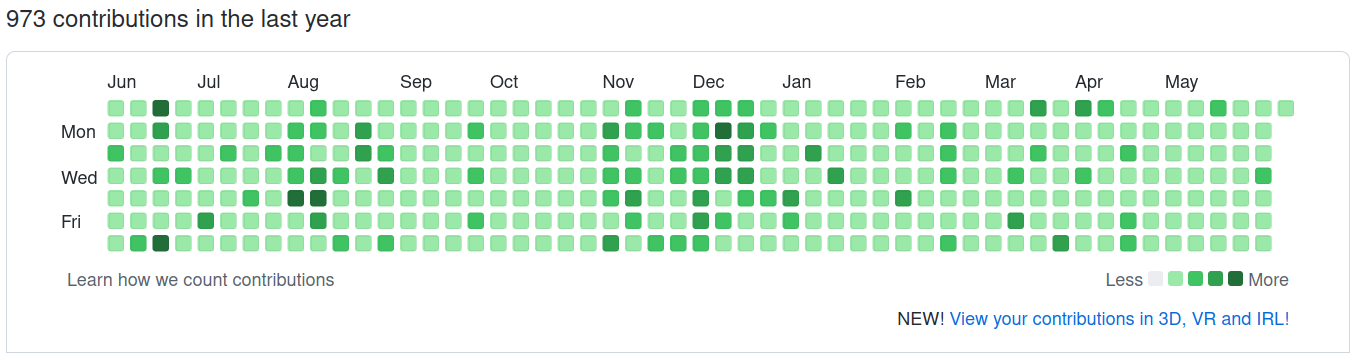 973 contributions in the last year
Jun Jul Aug Sep Oct Nov Dec Jan Feb Mar Apr May
Mon
Wed
Fri
Learn how we count contributions
Less More
NEW! View your contributions in 3D, VR and IRL!